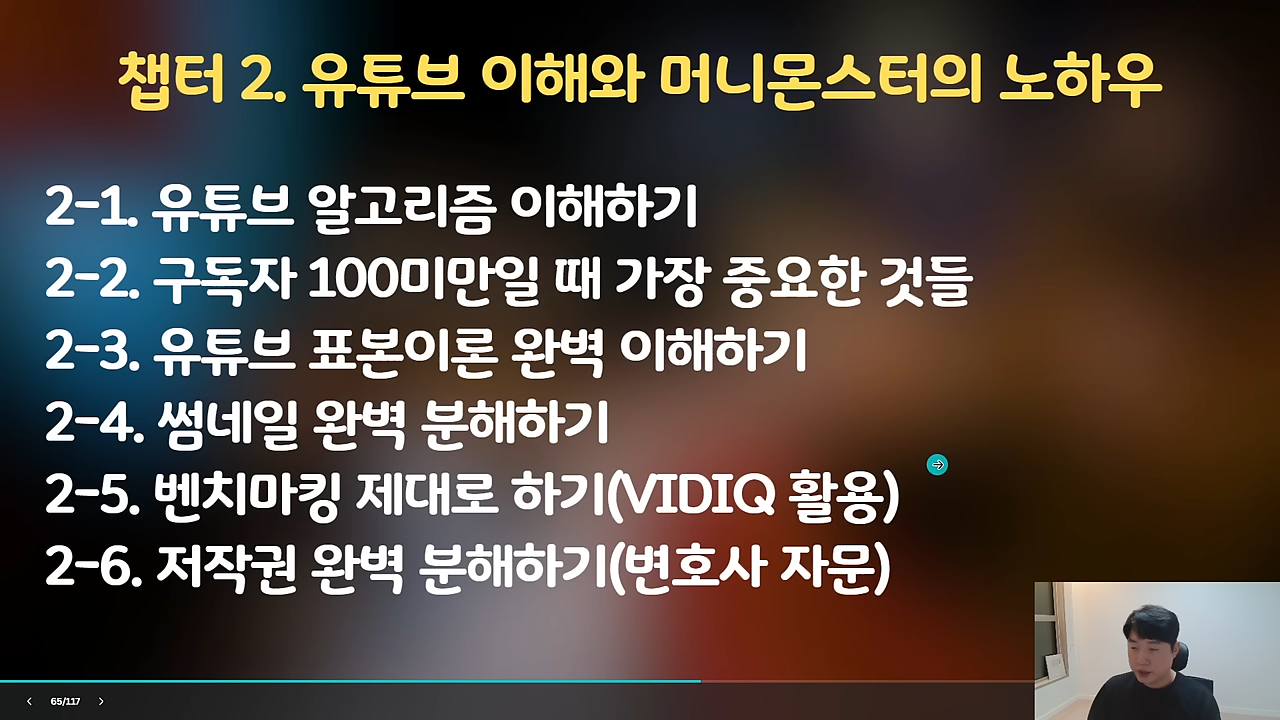 챕터 2. 유튜브 이해와 머니몬스터의 노하우
2-1. 유튜브 알고리즘 이해하기
2-2. 구독자 100미만일 때 가장 중요한 것들
2-3. 유튜브 표본이론 완벽 이해하기
2-4. 썸네일 완벽 분해하기
2-5. 벤치마킹 제대로 하기(VIDIQ 활용)
2-6. 저작권 완벽 분해하기(변호사 자문)
65/117